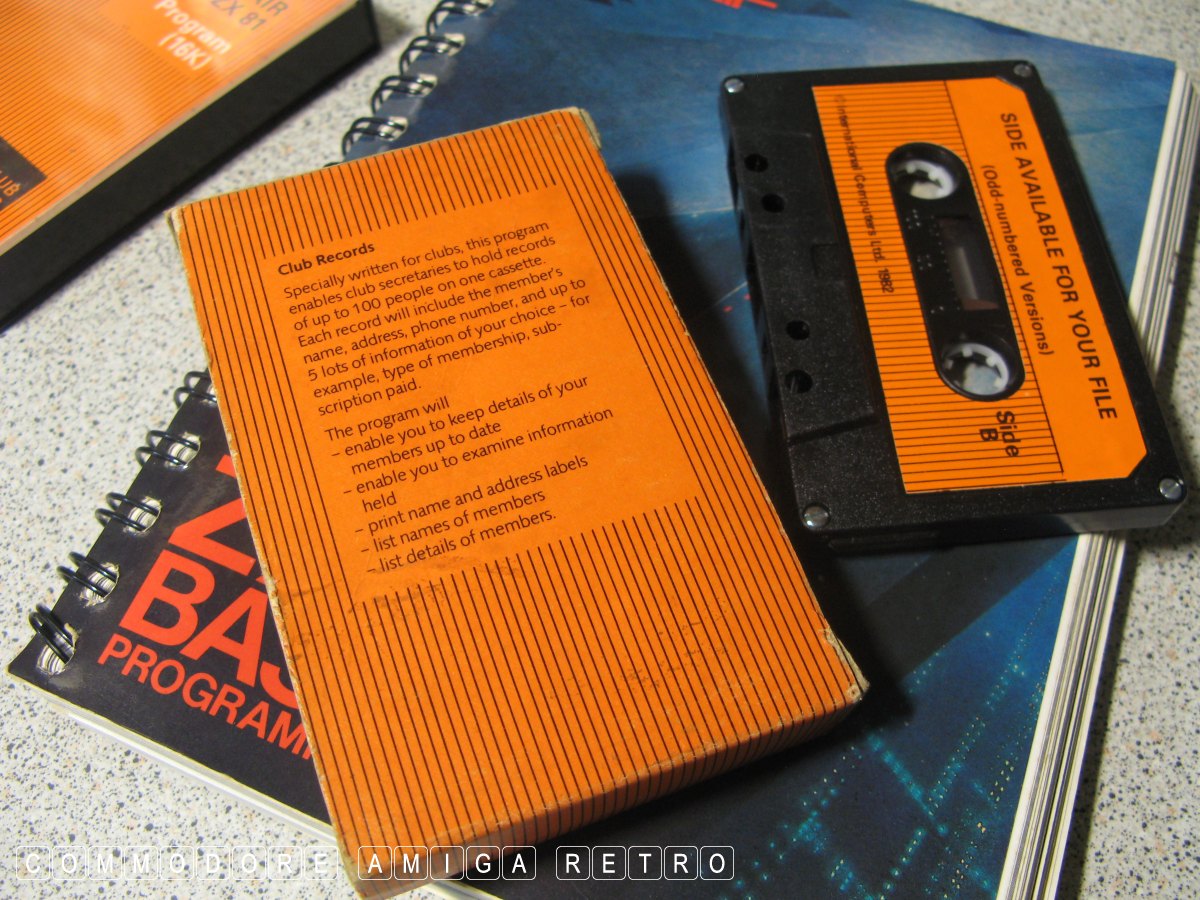 ZX 81
Program
(16K)
Club Records
Specially written for clubs, this program
enables club secretaries to hold records
of up to 100 people on one cassette.
Each record will include the member's
name, address, phone number, and up to
5 lots of information of your choice – for
example, type of membership, sub-
scription paid.
The program will
– enable you to keep details of your
members up to date
– enable you to examine information
held
– print name and address labels
– list names of members
– list details of members.
SIDE AVAILABLE FOR YOUR FILE
(Odd-numbered Versions)
Side
B
©International Computers Ltd. 1982
COMMODORE AMIGA RETRO